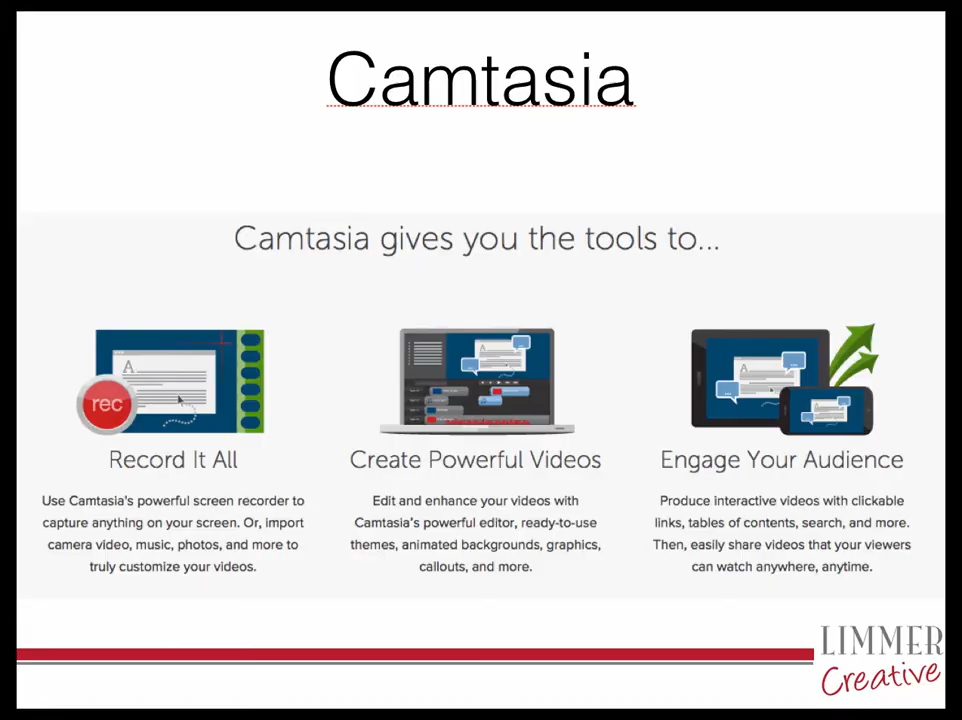 Camtasia
Camtasia gives you the tools to...
rec
Record It All
Use Camtasia's powerful screen recorder to
capture anything on your screen. Or, import
camera video, music, photos, and more to
truly customize your videos.
Create Powerful Videos
Edit and enhance your videos with
Camtasia's powerful editor, ready-to-use
themes, animated backgrounds, graphics,
callouts, and more.
Engage Your Audience
Produce interactive videos with clickable
links, tables of contents, search, and more.
Then, easily share videos that your viewers
can watch anywhere, anytime.
LIMMER
Creative